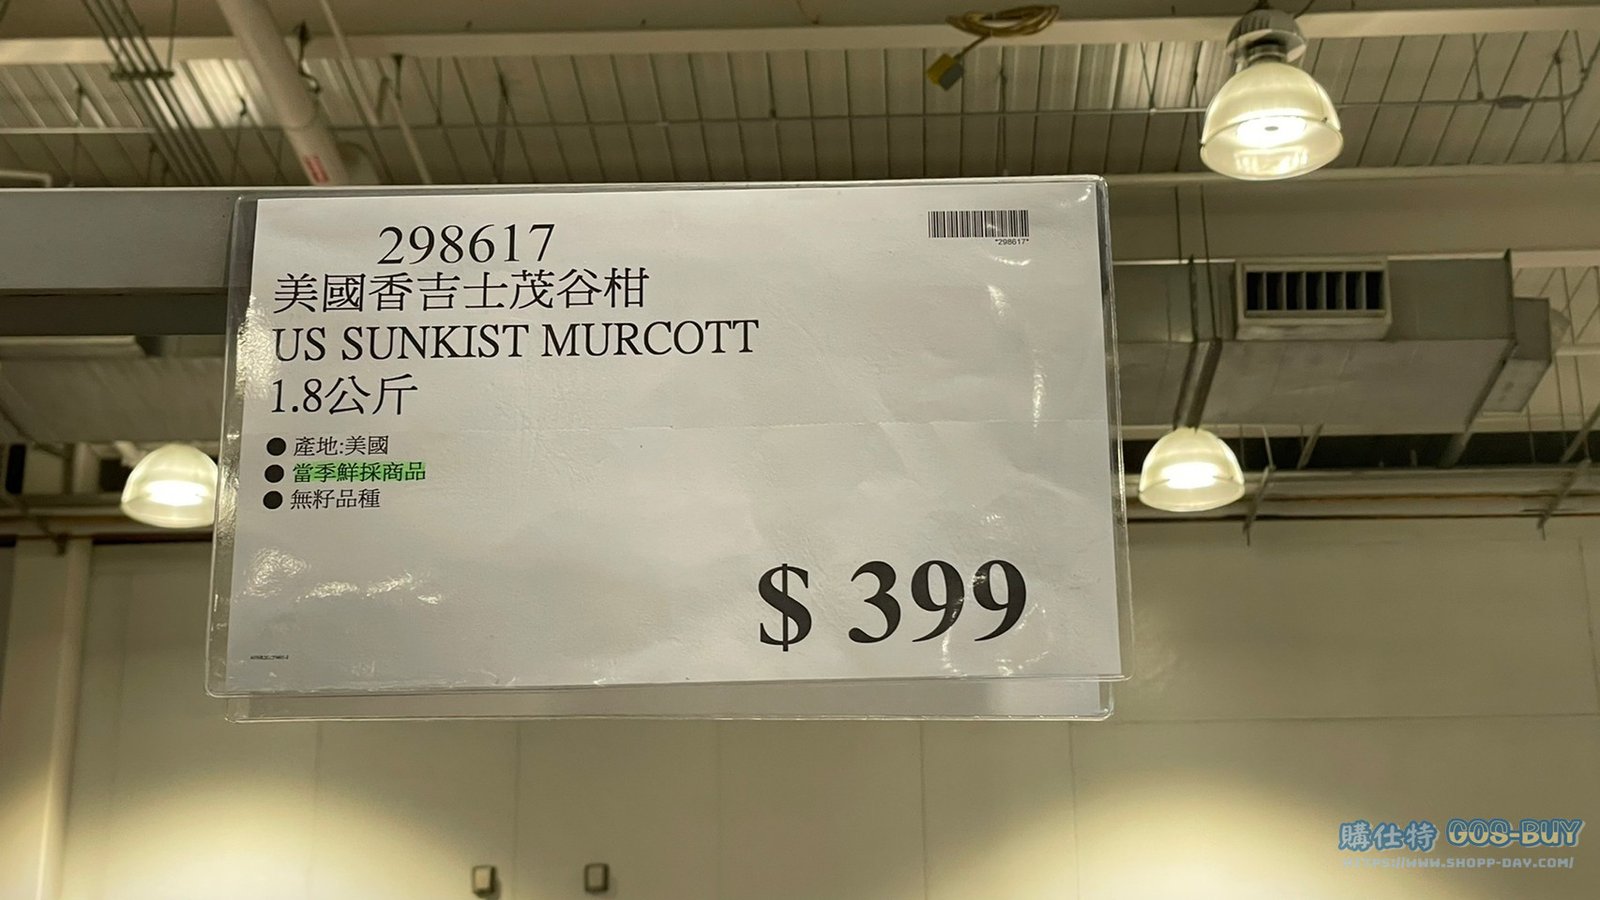 298617
*298617*
美國香吉士茂谷柑
US SUNKIST MURCOTT
1.8公斤
● 產地:美國
● 當季鮮採商品
● 無籽品種
$ 399
購仕特 GOS-BUY
HTTPS://WWW.SHOPP-DAY.COM/